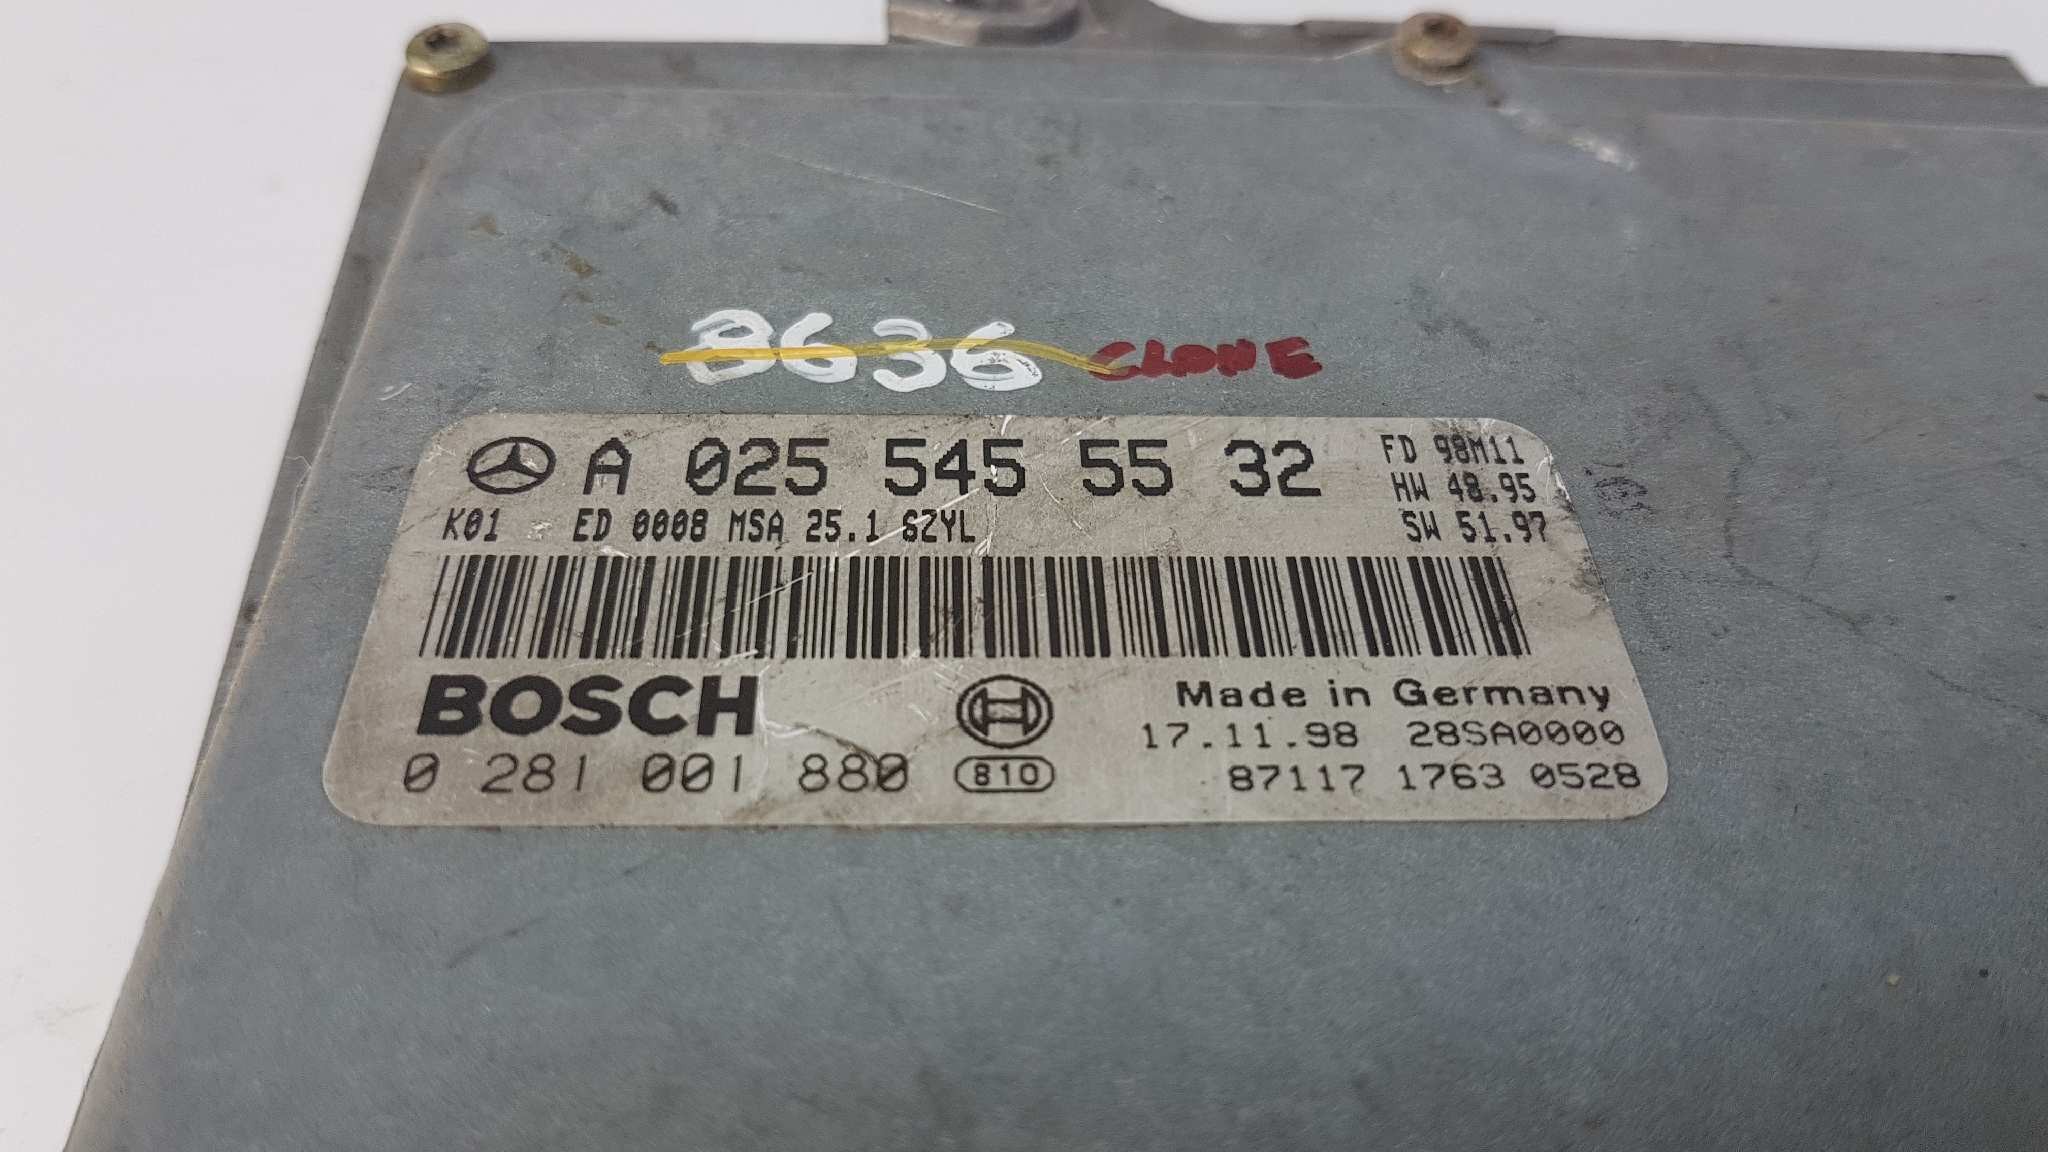 8636 CLONE
A 025 545 55 32
FD 98M11
HW 48.95
K01 ED 0008 MSA 25.1 6ZYL
SW 51.97
BOSCH
Made in Germany
17.11.98 28SA0000
0 281 001 880 810
87117 1763 0528